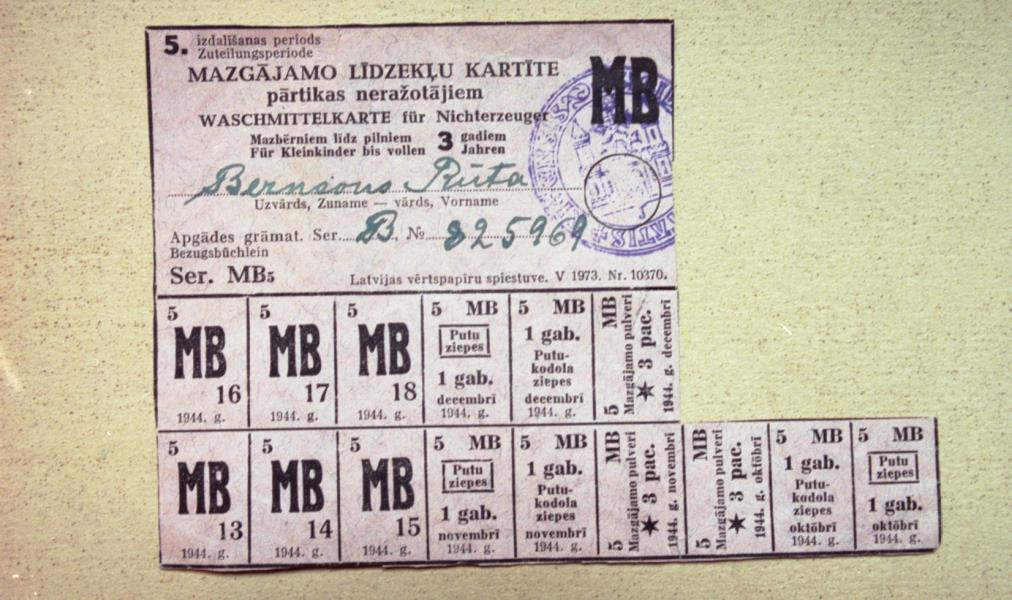 5. izdalīšanas periods
Zuteilungsperiode
MAZGĀJAMO LĪDZEKĻU KARTĪTE
MB
pārtikas neražotājiem
WASCHMITTELKARTE für Nichterzeuger
Mazbērniem līdz pilniem 3 gadiem
Für Kleinkinder bis vollen Jahren
Bernsons Rūta
Uzvārds, Zuname — vārds, Vorname
Apgādes grāmat. Ser. B., № 825969
Bezugsbüchlein
Ser. MB5
Latvijas vērtspapīru spiestuve. V 1973. Nr. 10370.
5
MB
16
1944. g.
5
MB
17
1944. g.
5
MB
18
1944. g.
5 MB
Putu
ziepes
1 gab.
decembrī
1944. g.
5 MB
1 gab.
Putu-
kodola
ziepes
decembrī
1944. g.
5 MB
Mazgājamo pulveri
★ 3 pac.
1944. g. decembrī
5
MB
13
1944. g.
5
MB
14
1944. g.
5
MB
15
1944. g.
5 MB
Putu
ziepes
1 gab.
novembrī
1944. g.
5 MB
1 gab.
Putu-
kodola
ziepes
novembrī
1944. g.
5 MB
Mazgājamo pulveri
★ 3 pac.
1944. g. novembrī
5 MB
Mazgājamo pulveri
★ 3 pac.
1944. g. oktōbrī
5 MB
1 gab.
Putu-
kodola
ziepes
oktōbrī
1944. g.
5 MB
Putu
ziepes
1 gab.
oktōbrī
1944. g.